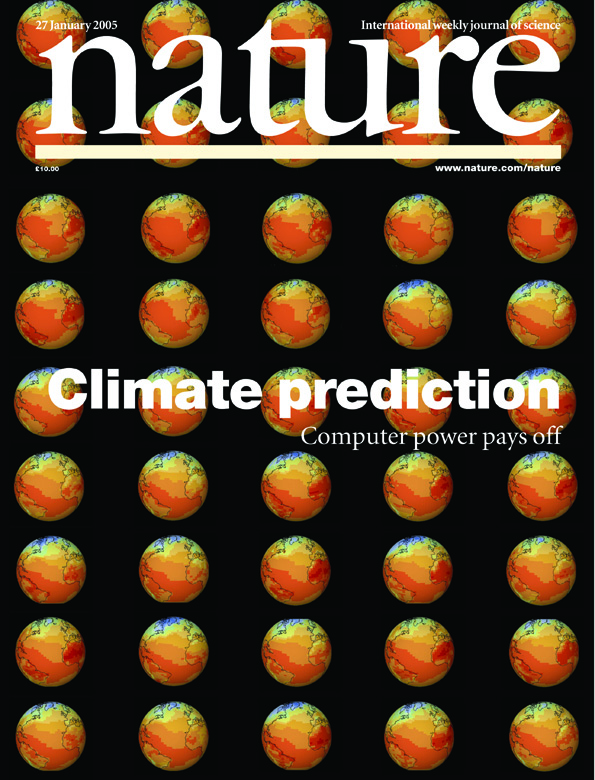 27 January 2005
International weekly journal of science
nature
£10.00
www.nature.com/nature
Climate prediction
Computer power pays off